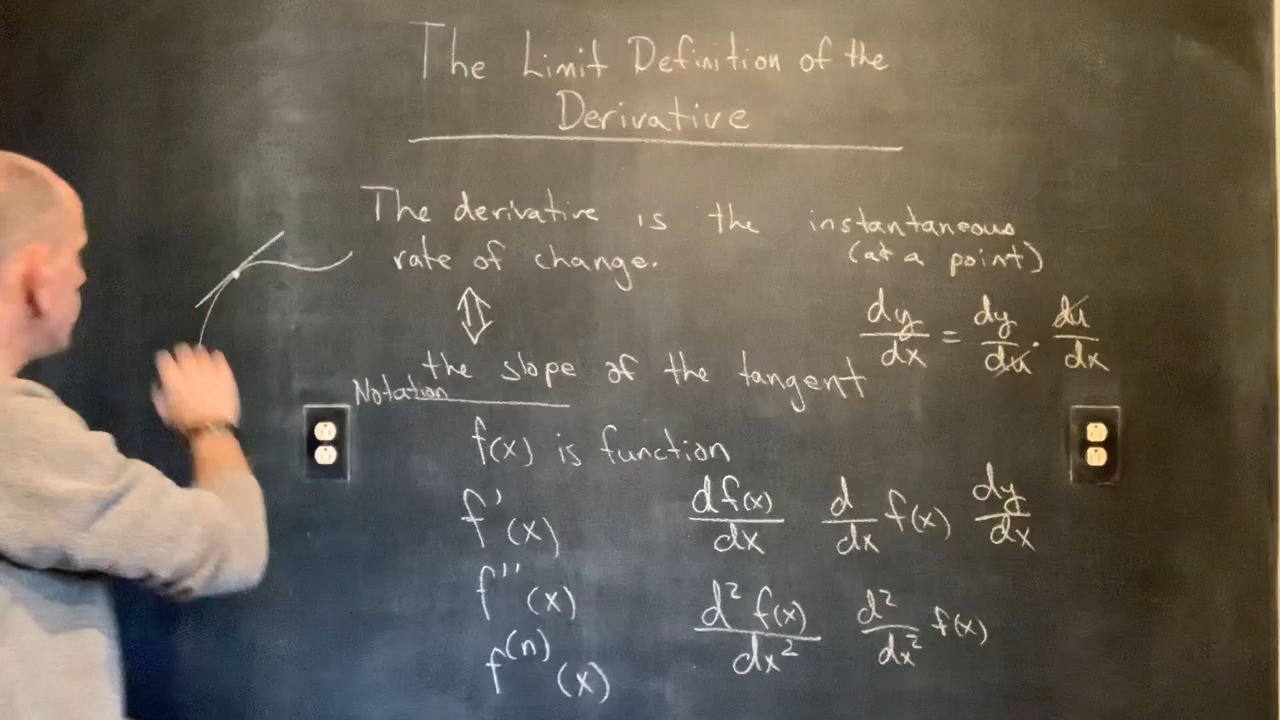 The Limit Definition of the
Derivative
The derivative is the instantaneous
rate of change. (at a point)
dy/dx = dy/du · du/dx
the slope of the tangent
Notation
f(x) is function
f'(x) df(x)/dx d/dx f(x) dy/dx
f''(x) d²f(x)/dx² d²/dx² f(x)
f⁽ⁿ⁾(x)